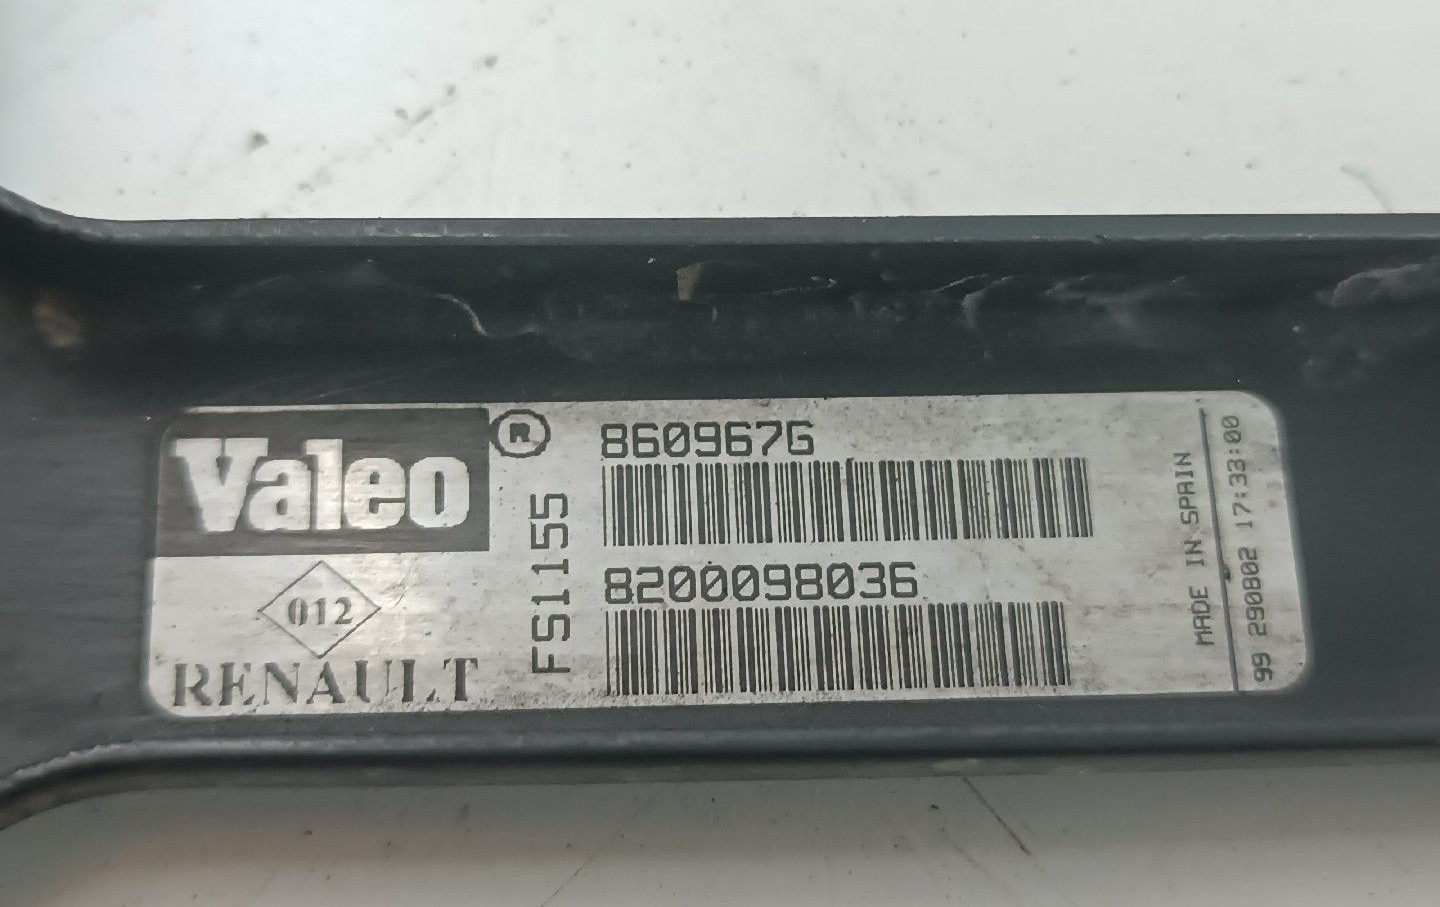 Valeo
®
012
RENAULT
FS1155
860967G
8200098036
MADE IN SPAIN
99 290802 17:33:00